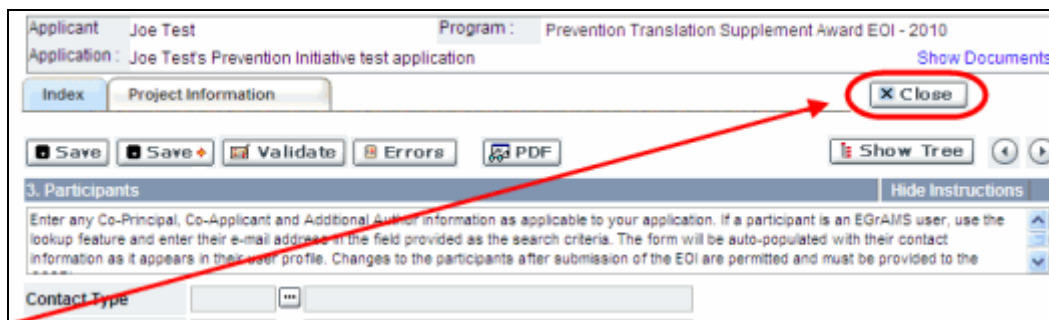 Applicant Joe Test Program : Prevention Translation Supplement Award EOI - 2010
Application : Joe Test's Prevention Initiative test application Show Documents
Index Project Information Close
Save Save Validate Errors PDF Show Tree
3. Participants Hide Instructions
Enter any Co-Principal, Co-Applicant and Additional Author information as applicable to your application. If a participant is an EGrAMS user, use the
lookup feature and enter their e-mail address in the field provided as the search criteria. The form will be auto-populated with their contact
information as it appears in their user profile. Changes to the participants after submission of the EOI are permitted and must be provided to the
Contact Type